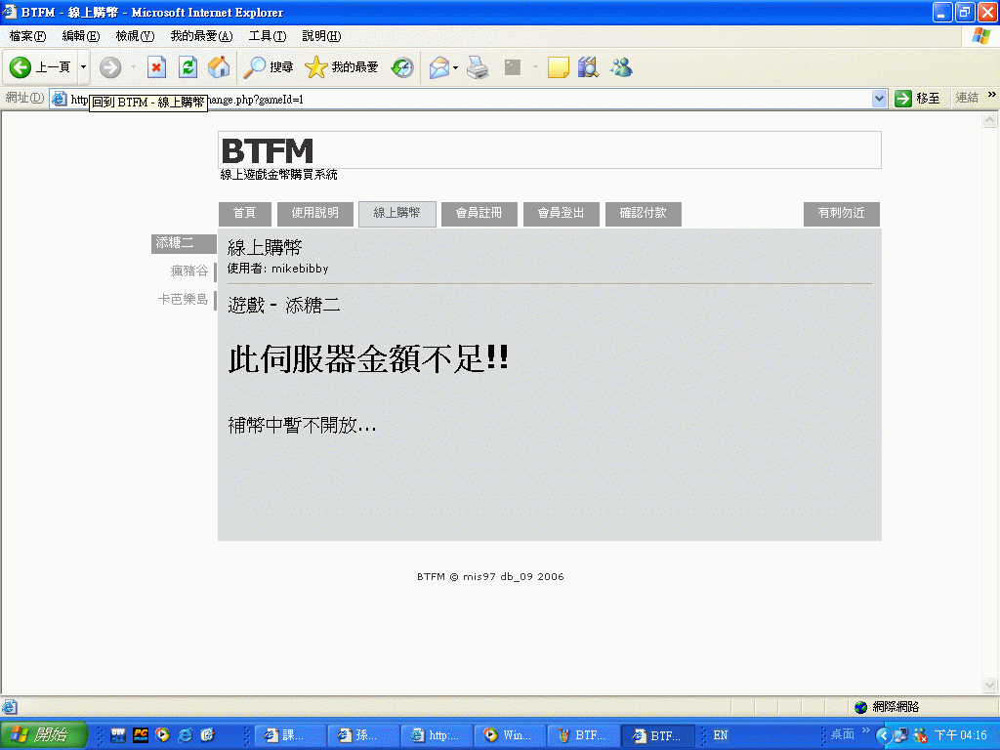 BTFM - 線上購幣 - Microsoft Internet Explorer
檔案(F) 編輯(E) 檢視(V) 我的最愛(A) 工具(T) 說明(H)
上一頁 搜尋 我的最愛
網址(D) http hange.php?gameId=1 移至 連結 »
回到 BTFM - 線上購幣
BTFM
線上遊戲金幣購買系統
首頁 使用說明 線上購幣 會員註冊 會員登出 確認付款 有刺勿近
添糖二
瘋豬谷
卡芭樂島
線上購幣
使用者: mikebibby
遊戲 - 添糖二
此伺服器金額不足!!
補幣中暫不開放...
BTFM © mis97 db_09 2006
網際網路
開始 課... 孫... http:... Win... BTF... BTF... EN 桌面 » 下午 04:16